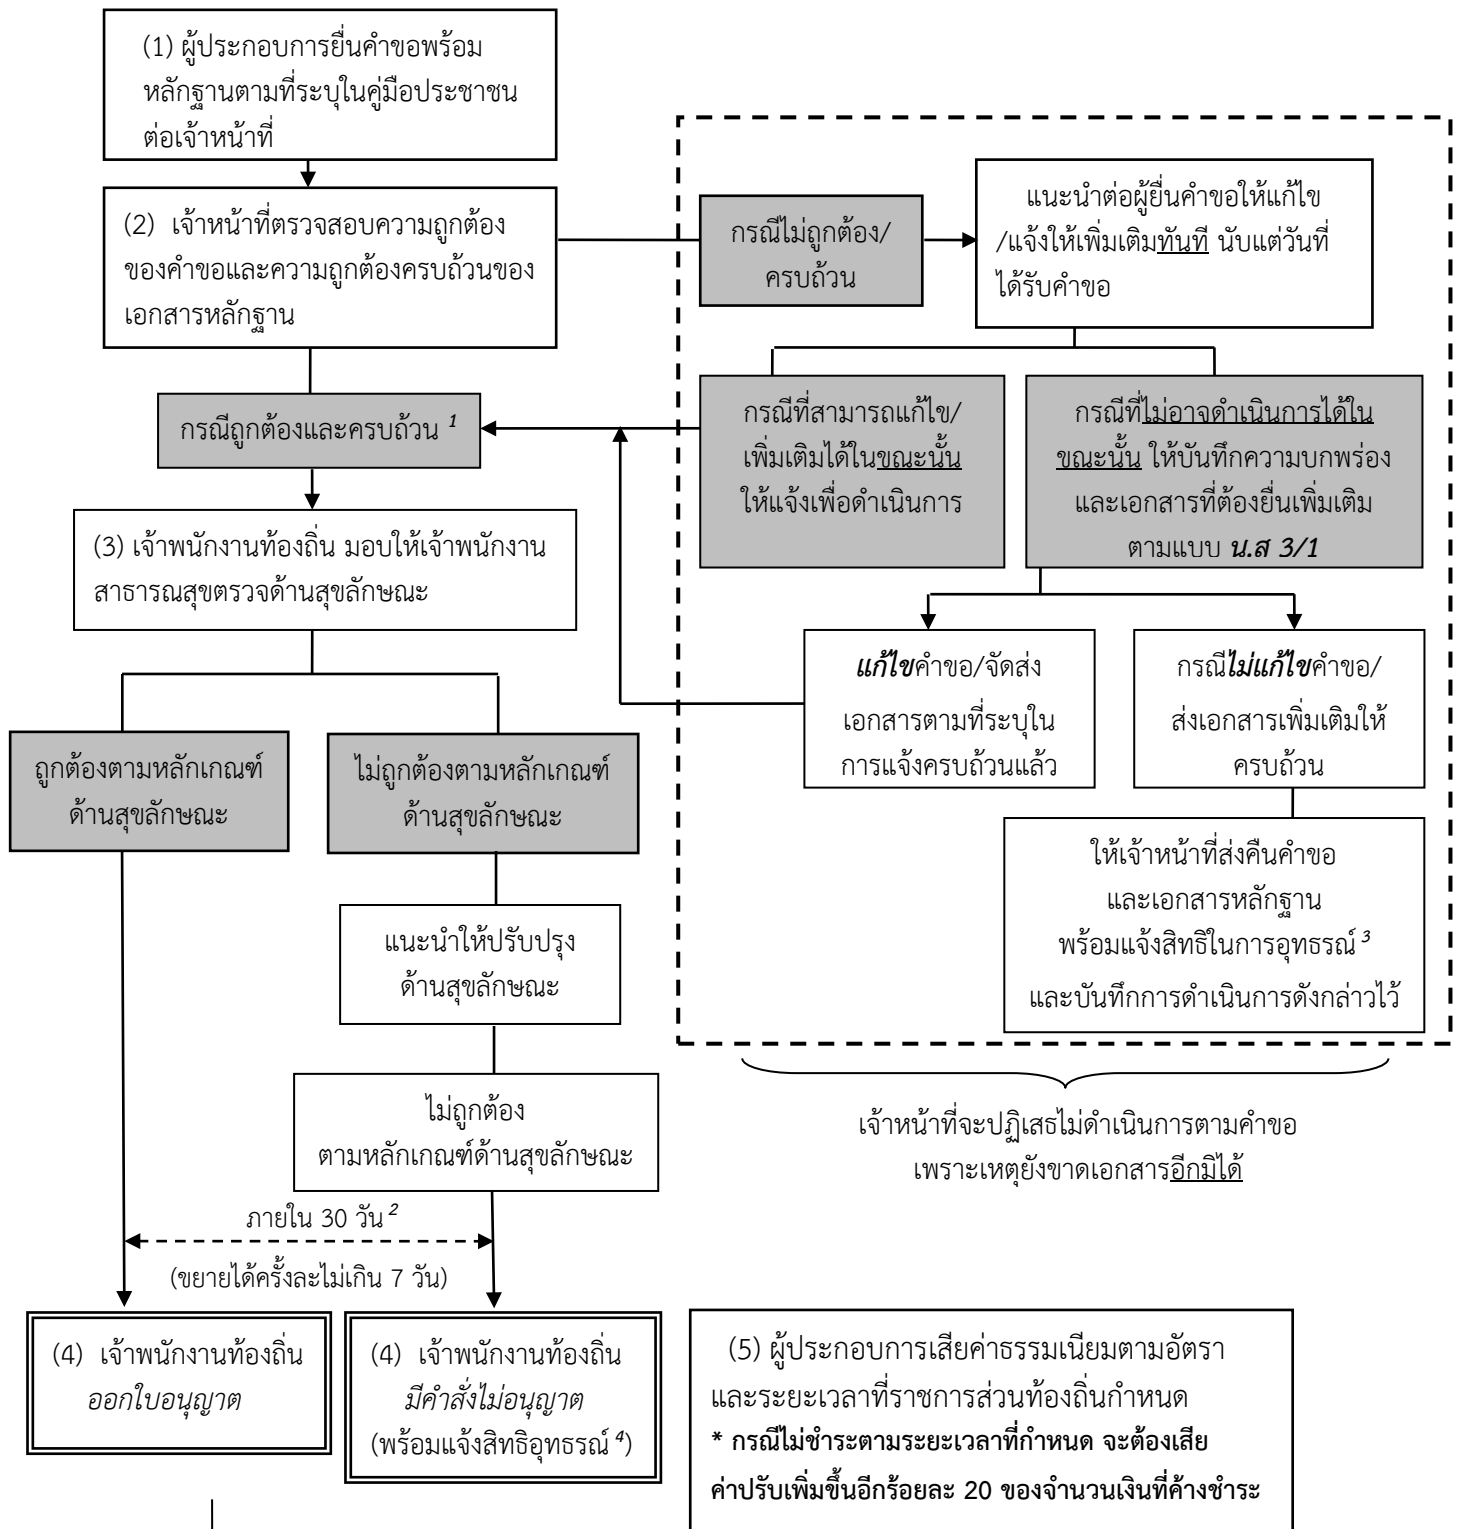 (1) ผู้ประกอบการยื่นคำขอพร้อม
หลักฐานตามที่ระบุในคู่มือประชาชน
ต่อเจ้าหน้าที่
(2) เจ้าหน้าที่ตรวจสอบความถูกต้อง
ของคำขอและความถูกต้องครบถ้วนของ
เอกสารหลักฐาน
กรณีไม่ถูกต้อง/
ครบถ้วน
แนะนำต่อผู้ยื่นคำขอให้แก้ไข
/แจ้งให้เพิ่มเติมทันที นับแต่วันที่
ได้รับคำขอ
กรณีถูกต้องและครบถ้วน 1
กรณีที่สามารถแก้ไข/
เพิ่มเติมได้ในขณะนั้น
ให้แจ้งเพื่อดำเนินการ
กรณีที่ไม่อาจดำเนินการได้ใน
ขณะนั้น ให้บันทึกความบกพร่อง
และเอกสารที่ต้องยื่นเพิ่มเติม
ตามแบบ น.ส 3/1
(3) เจ้าพนักงานท้องถิ่น มอบให้เจ้าพนักงาน
สาธารณสุขตรวจด้านสุขลักษณะ
แก้ไขคำขอ/จัดส่ง
เอกสารตามที่ระบุใน
การแจ้งครบถ้วนแล้ว
กรณีไม่แก้ไขคำขอ/
ส่งเอกสารเพิ่มเติมให้
ครบถ้วน
ถูกต้องตามหลักเกณฑ์
ด้านสุขลักษณะ
ไม่ถูกต้องตามหลักเกณฑ์
ด้านสุขลักษณะ
ให้เจ้าหน้าที่ส่งคืนคำขอ
และเอกสารหลักฐาน
พร้อมแจ้งสิทธิในการอุทธรณ์ 3
และบันทึกการดำเนินการดังกล่าวไว้
แนะนำให้ปรับปรุง
ด้านสุขลักษณะ
ไม่ถูกต้อง
ตามหลักเกณฑ์ด้านสุขลักษณะ
เจ้าหน้าที่จะปฏิเสธไม่ดำเนินการตามคำขอ
เพราะเหตุยังขาดเอกสารอีกมิได้
ภายใน 30 วัน 2
(ขยายได้ครั้งละไม่เกิน 7 วัน)
(4) เจ้าพนักงานท้องถิ่น
ออกใบอนุญาต
(4) เจ้าพนักงานท้องถิ่น
มีคำสั่งไม่อนุญาต
(พร้อมแจ้งสิทธิอุทธรณ์ 4)
(5) ผู้ประกอบการเสียค่าธรรมเนียมตามอัตรา
และระยะเวลาที่ราชการส่วนท้องถิ่นกำหนด
* กรณีไม่ชำระตามระยะเวลาที่กำหนด จะต้องเสีย
ค่าปรับเพิ่มขึ้นอีกร้อยละ 20 ของจำนวนเงินที่ค้างชำระ